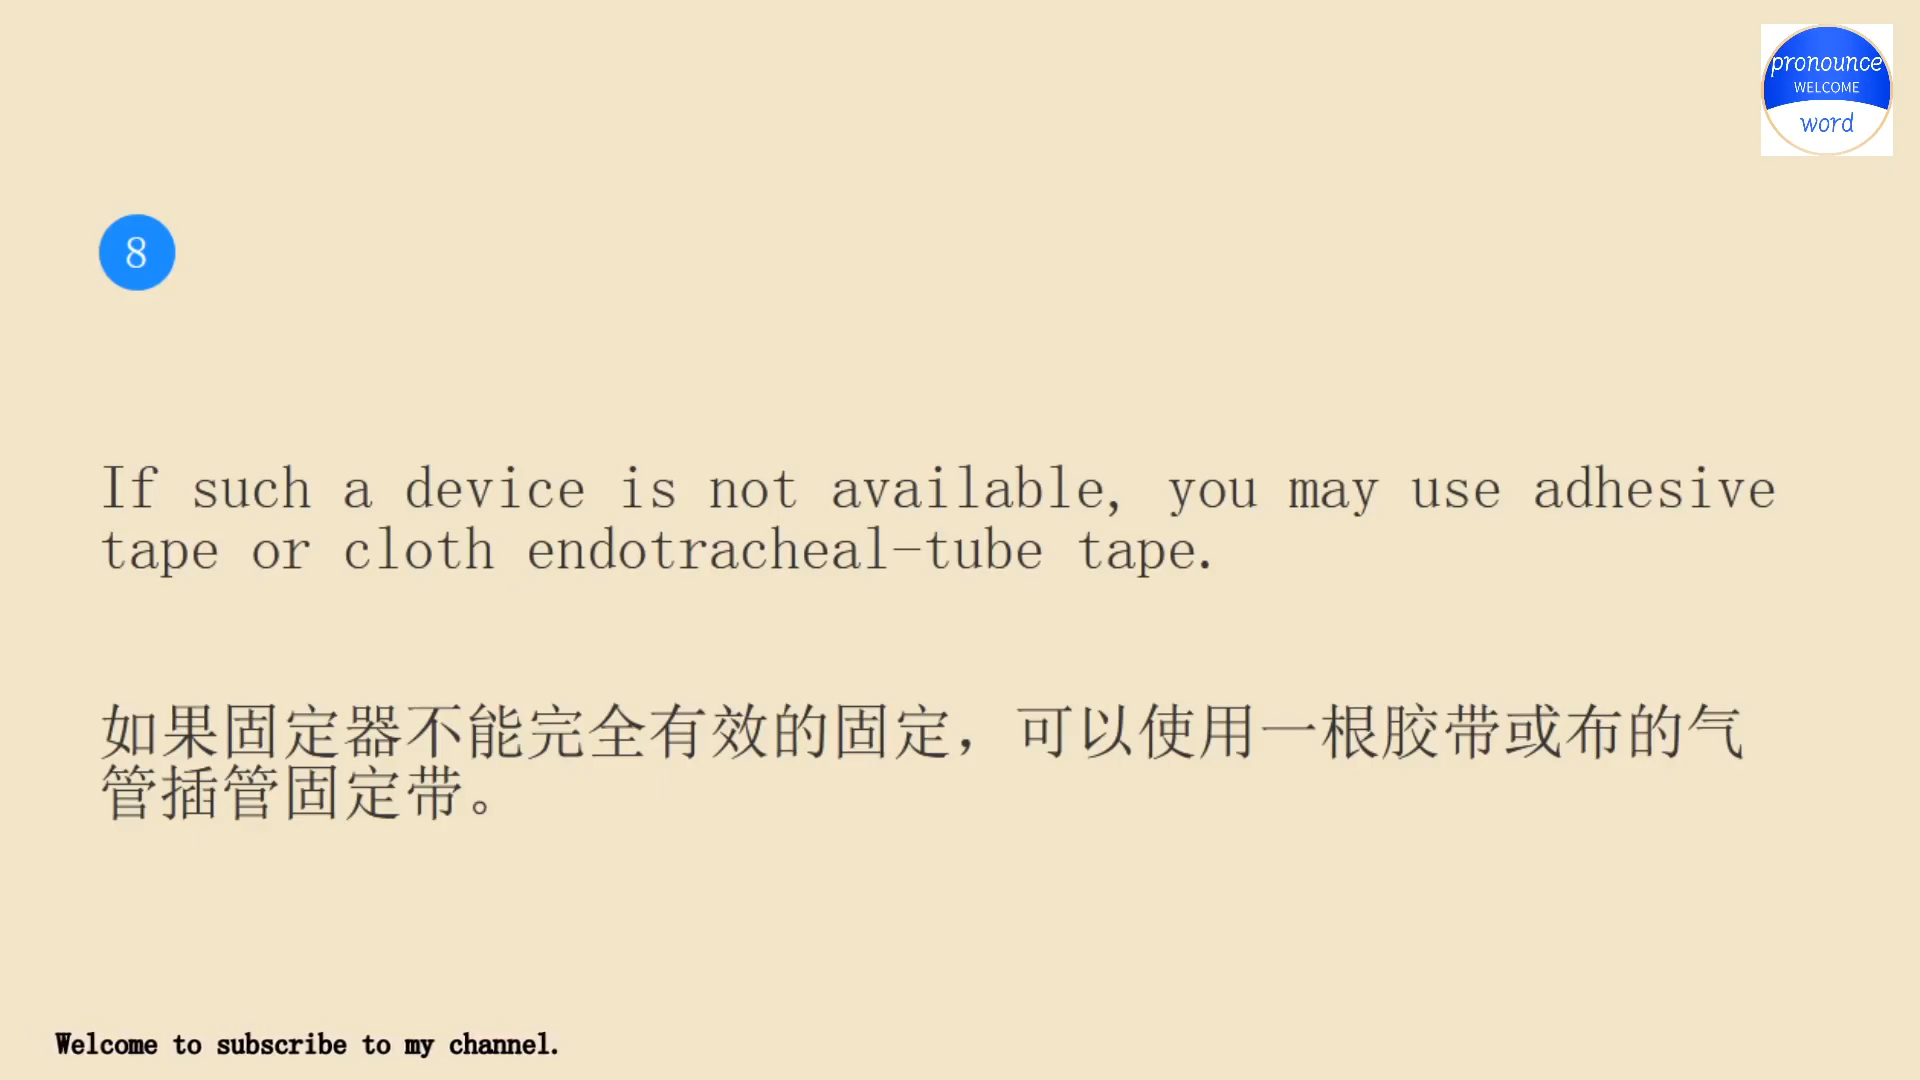 pronounce
WELCOME
word
8
If such a device is not available, you may use adhesive
tape or cloth endotracheal-tube tape.
如果固定器不能完全有效的固定，可以使用一根胶带或布的气
管插管固定带。
Welcome to subscribe to my channel.